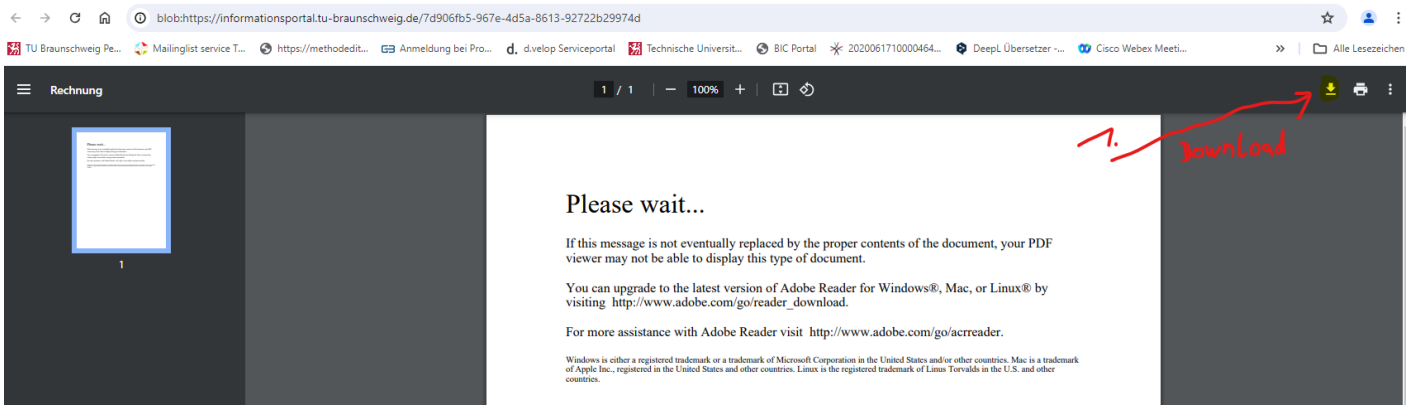 blob:https://informationsportal.tu-braunschweig.de/7d906fb5-967e-4d5a-8613-92722b29974d
TU Braunschweig Pe... Mailinglist service T... https://methodedit... Anmeldung bei Pro... d.velop Serviceportal Technische Universit... BIC Portal 2020061710000464... DeepL Übersetzer -... Cisco Webex Meeti... » Alle Lesezeichen
Rechnung 1 / 1 100%
1. Download
Please wait...
If this message is not eventually replaced by the proper contents of the document, your PDF
viewer may not be able to display this type of document.
1
You can upgrade to the latest version of Adobe Reader for Windows®, Mac, or Linux® by
visiting http://www.adobe.com/go/reader_download.
For more assistance with Adobe Reader visit http://www.adobe.com/go/acrreader.
Windows is either a registered trademark or a trademark of Microsoft Corporation in the United States and/or other countries. Mac is a trademark
of Apple Inc., registered in the United States and other countries. Linux is the registered trademark of Linus Torvalds in the U.S. and other
countries.